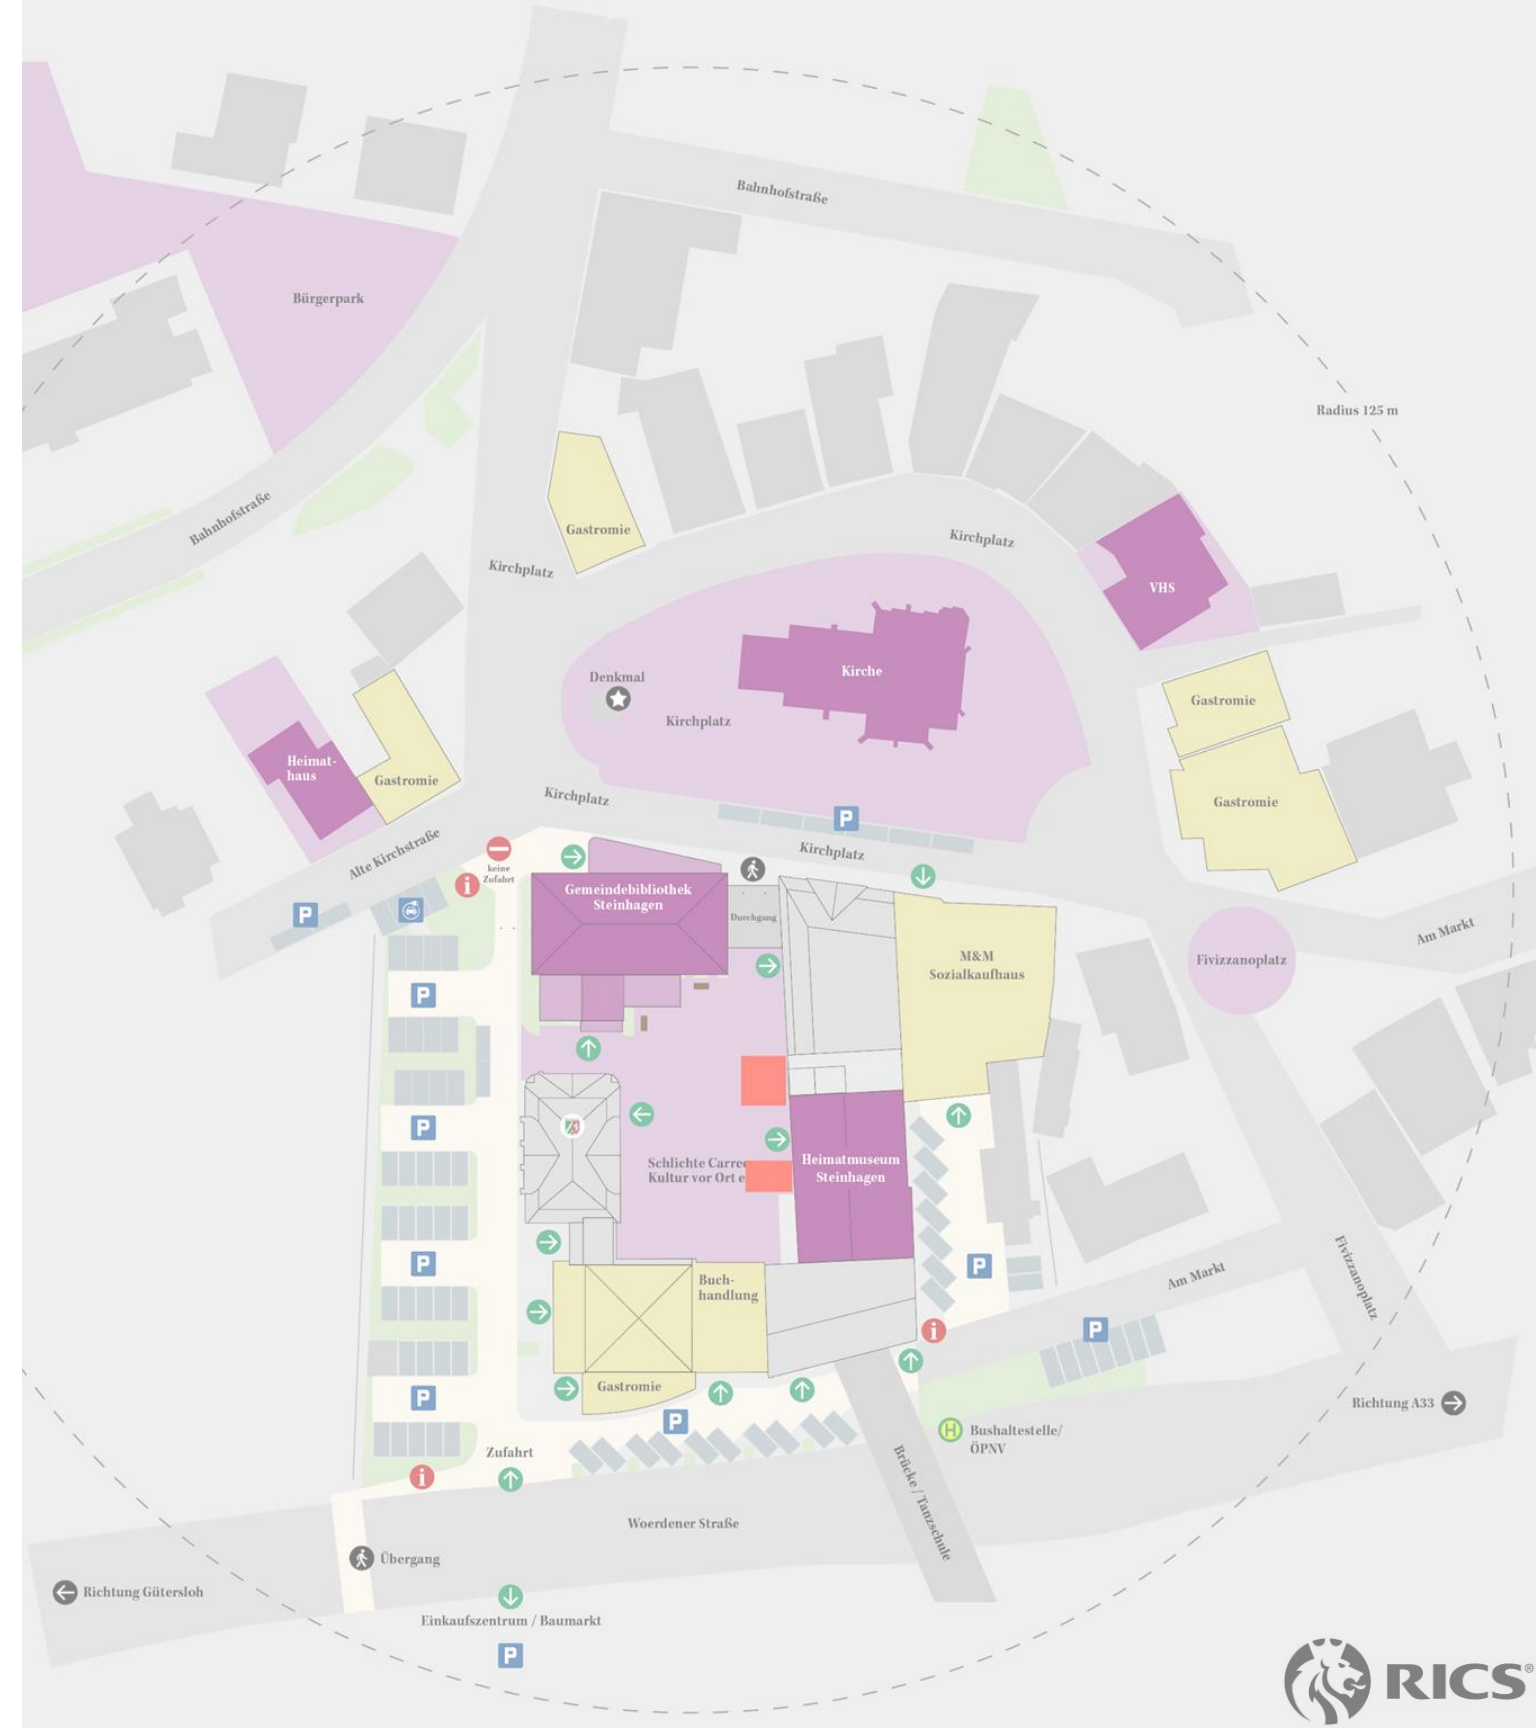 Bahnhofstraße
Bürgerpark
Radius 125 m
Bahnhofstraße
Gastromie
Kirchplatz
Kirchplatz
VHS
Kirche
Denkmal
Kirchplatz
Gastromie
Heimat-
haus
Gastromie
Kirchplatz
Gastromie
P
Alte Kirchstraße
Kirchplatz
keine
Zufahrt
i
Gemeindebibliothek
Steinhagen
P
Durchgang
Am Markt
M&M
Sozialkaufhaus
Fivizzanoplatz
P
P
Schlichte Carre
Kultur vor Ort e
Heimatmuseum
Steinhagen
P
P
Buch-
handlung
Am Markt
Fivizzanoplatz
i
P
Gastromie
P
P
Richtung A33
H
Bushaltestelle/
ÖPNV
Zufahrt
i
Brücke / Tanzschule
Woerdener Straße
Übergang
Richtung Gütersloh
Einkaufszentrum / Baumarkt
P
RICS®